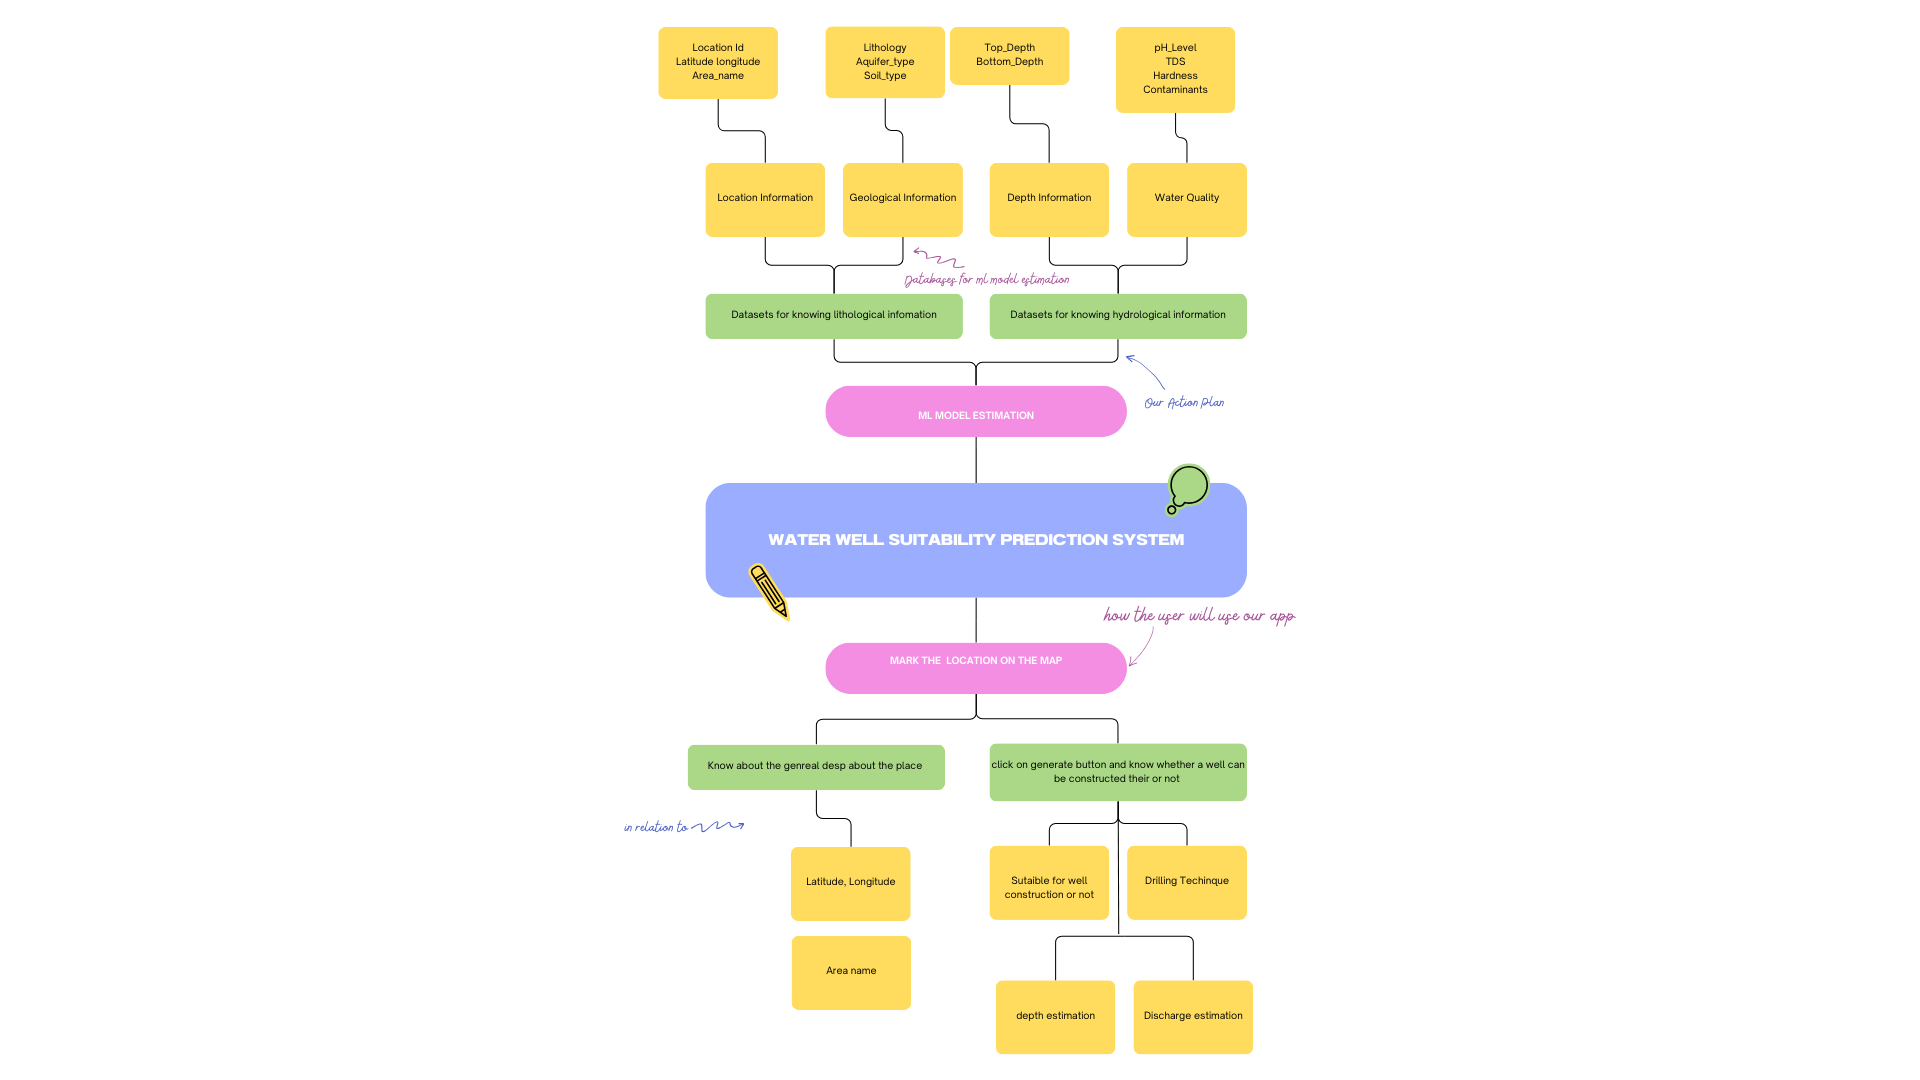 Location Id
Latitude longitude
Area_name
Lithology
Aquifer_type
Soil_type
Top_Depth
Bottom_Depth
pH_Level
TDS
Hardness
Contaminants
Location Information
Geological Information
Depth Information
Water Quality
Databases for ml model estimation
Datasets for knowing lithological infomation
Datasets for knowing hydrological information
Our Action Plan
ML MODEL ESTIMATION
WATER WELL SUITABILITY PREDICTION SYSTEM
how the user will use our app
MARK THE LOCATION ON THE MAP
Know about the genreal desp about the place
click on generate button and know whether a well can
be constructed their or not
in relation to
Latitude, Longitude
Sutaible for well
construction or not
Drilling Techinque
Area name
depth estimation
Discharge estimation